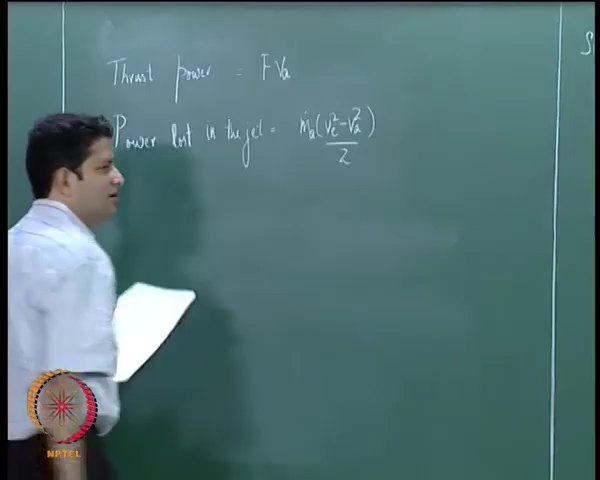 Thrust power = F Va
S
Power lost in the jet = ṁa(Ve²-Va²)/2
NPTEL